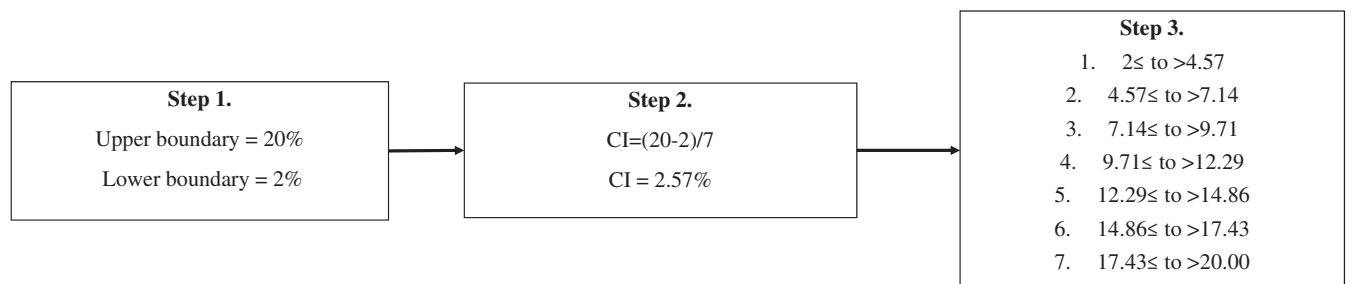 Step 1.
Upper boundary = 20%
Lower boundary = 2%
Step 2.
CI=(20-2)/7
CI = 2.57%
Step 3.
1. 2≤ to >4.57
2. 4.57≤ to >7.14
3. 7.14≤ to >9.71
4. 9.71≤ to >12.29
5. 12.29≤ to >14.86
6. 14.86≤ to >17.43
7. 17.43≤ to >20.00